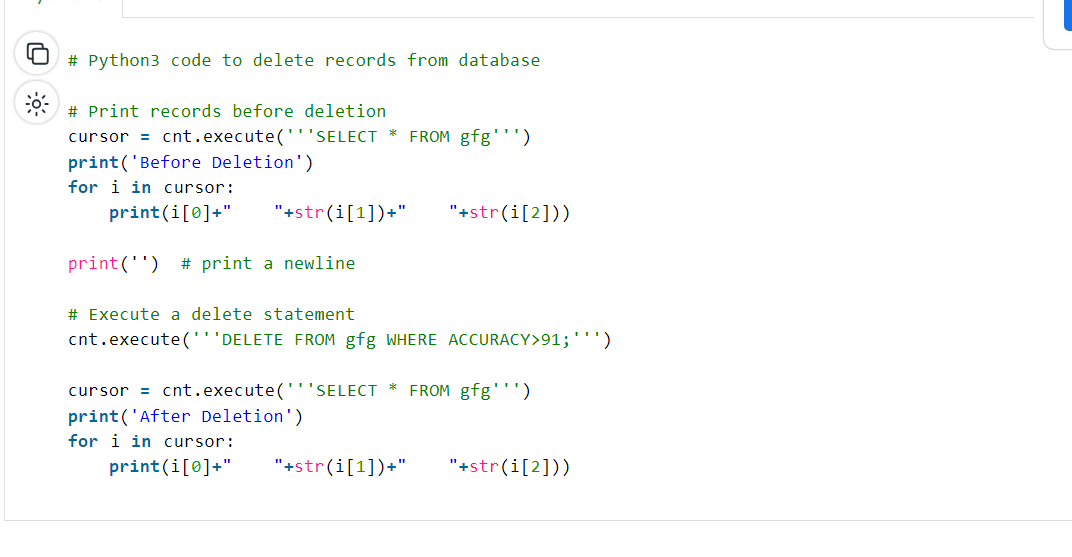 # Python3 code to delete records from database

# Print records before deletion
cursor = cnt.execute('''SELECT * FROM gfg''')
print('Before Deletion')
for i in cursor:
    print(i[0]+"    "+str(i[1])+"    "+str(i[2]))

print('')  # print a newline

# Execute a delete statement
cnt.execute('''DELETE FROM gfg WHERE ACCURACY>91;''')

cursor = cnt.execute('''SELECT * FROM gfg''')
print('After Deletion')
for i in cursor:
    print(i[0]+"    "+str(i[1])+"    "+str(i[2]))